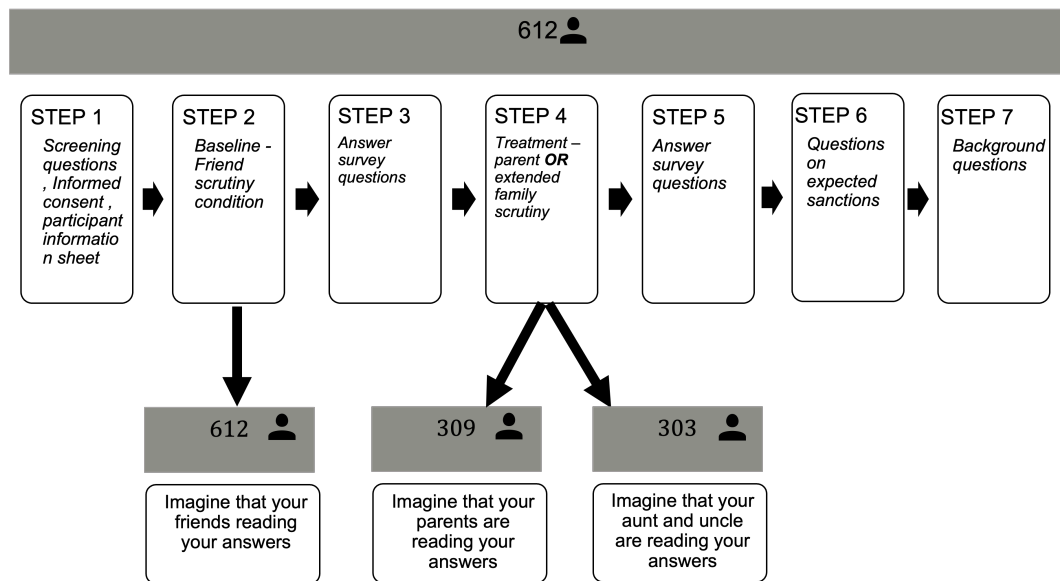 612
STEP 1
Screening
questions
, Informed
consent ,
participant
informatio
n sheet
STEP 2
Baseline -
Friend
scrutiny
condition
STEP 3
Answer
survey
questions
STEP 4
Treatment –
parent OR
extended
family
scrutiny
STEP 5
Answer
survey
questions
STEP 6
Questions
on
expected
sanctions
STEP 7
Background
questions
612
309
303
Imagine that your
friends reading
your answers
Imagine that your
parents are
reading your
answers
Imagine that your
aunt and uncle
are reading your
answers